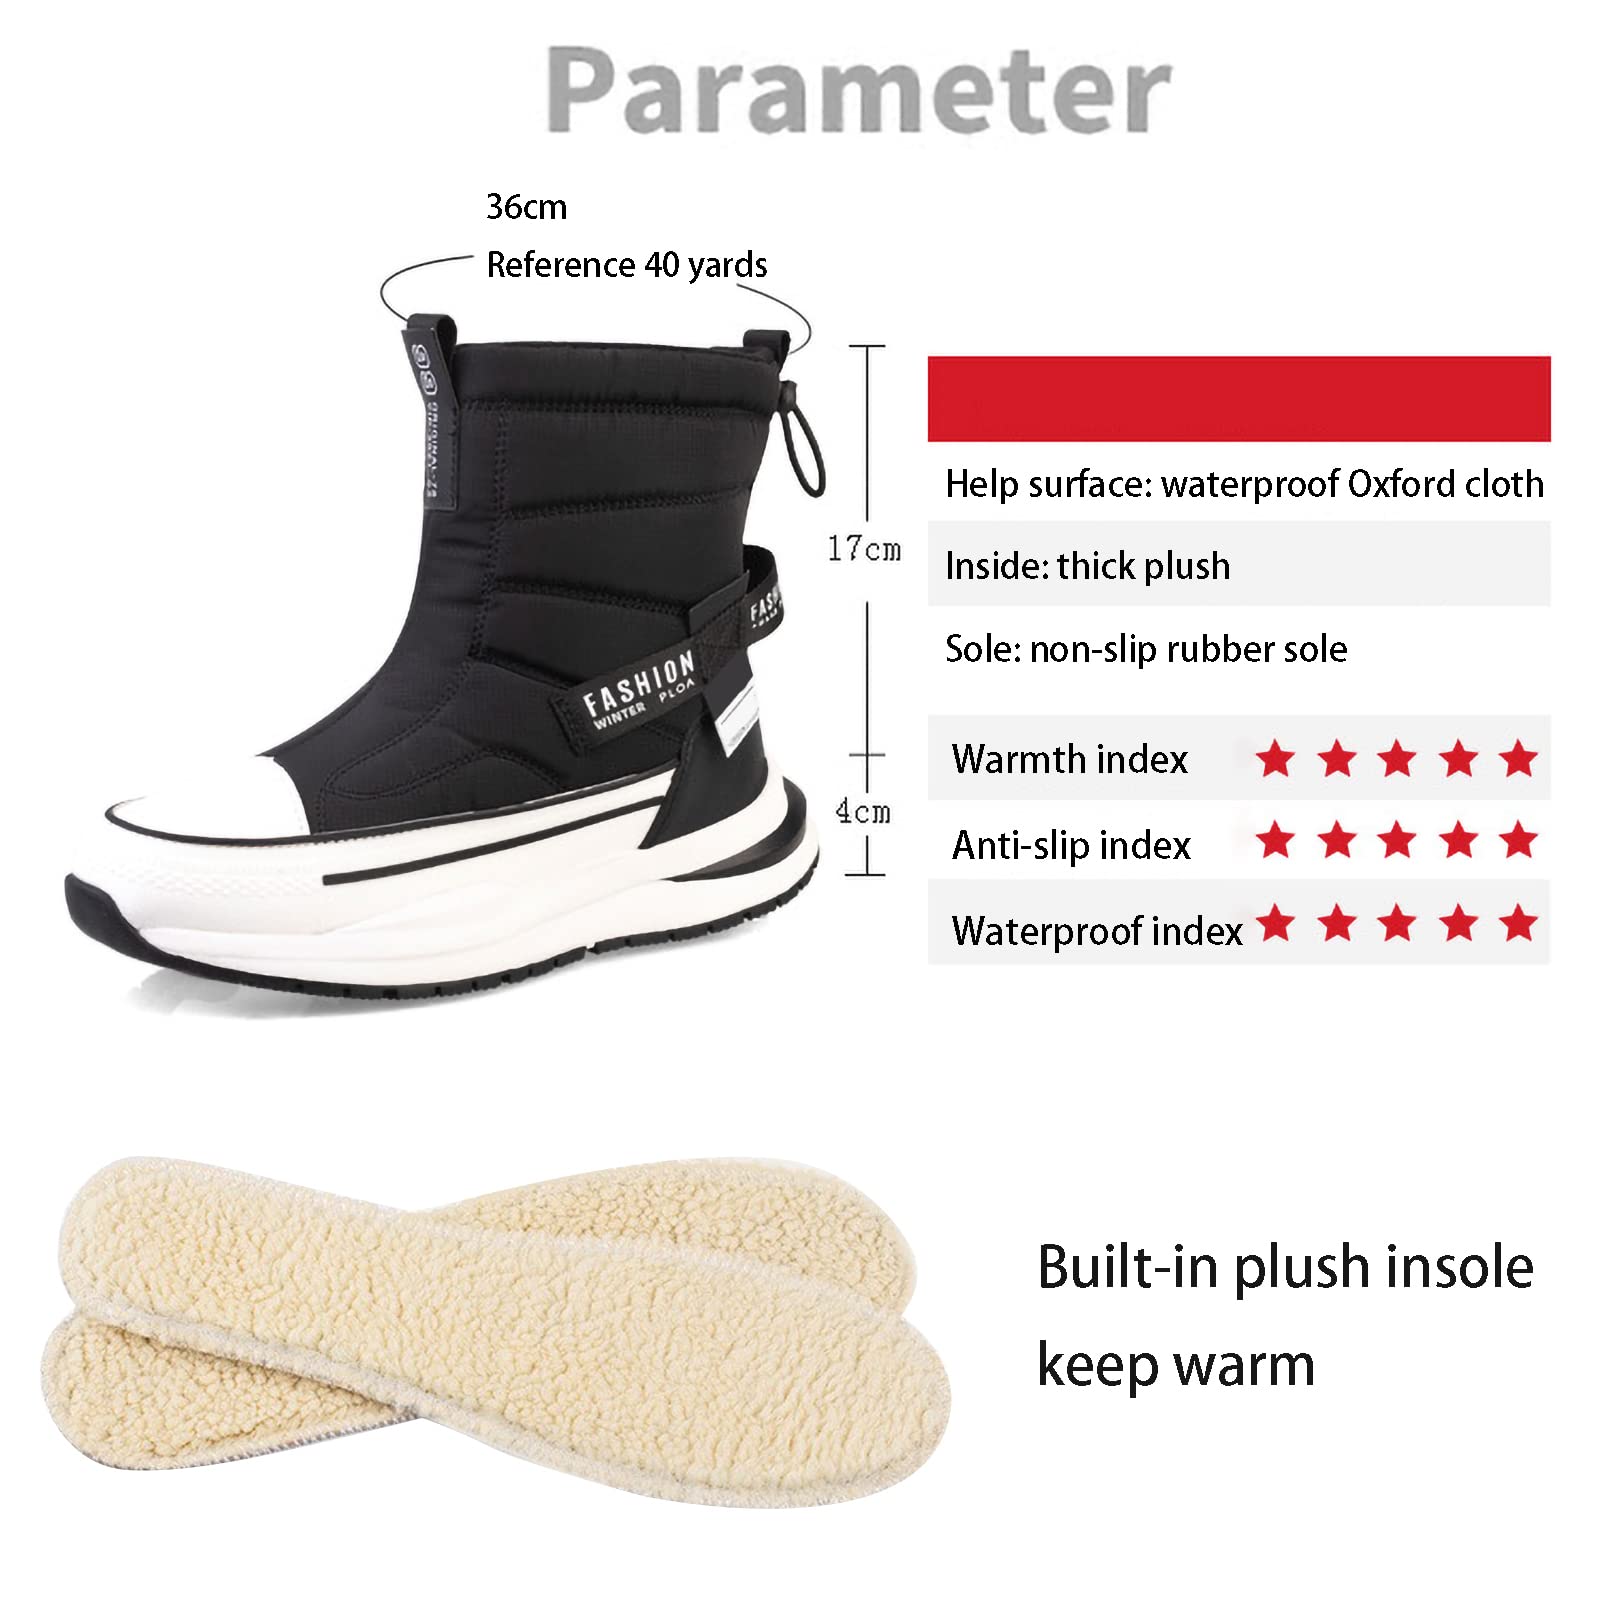 Parameter
36cm
Reference 40 yards
17cm
4cm
FASHION
WINTER PLOA
FAS
Help surface: waterproof Oxford cloth
Inside: thick plush
Sole: non-slip rubber sole
Warmth index
Anti-slip index
Waterproof index
Built-in plush insole
keep warm